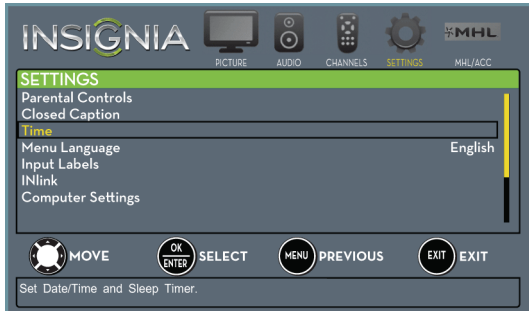 INSIGNIA
MHL
PICTURE AUDIO CHANNELS SETTINGS MHL/ACC
SETTINGS
Parental Controls
Closed Caption
Time
Menu Language English
Input Labels
INlink
Computer Settings
MOVE OK ENTER SELECT MENU PREVIOUS EXIT EXIT
Set Date/Time and Sleep Timer.